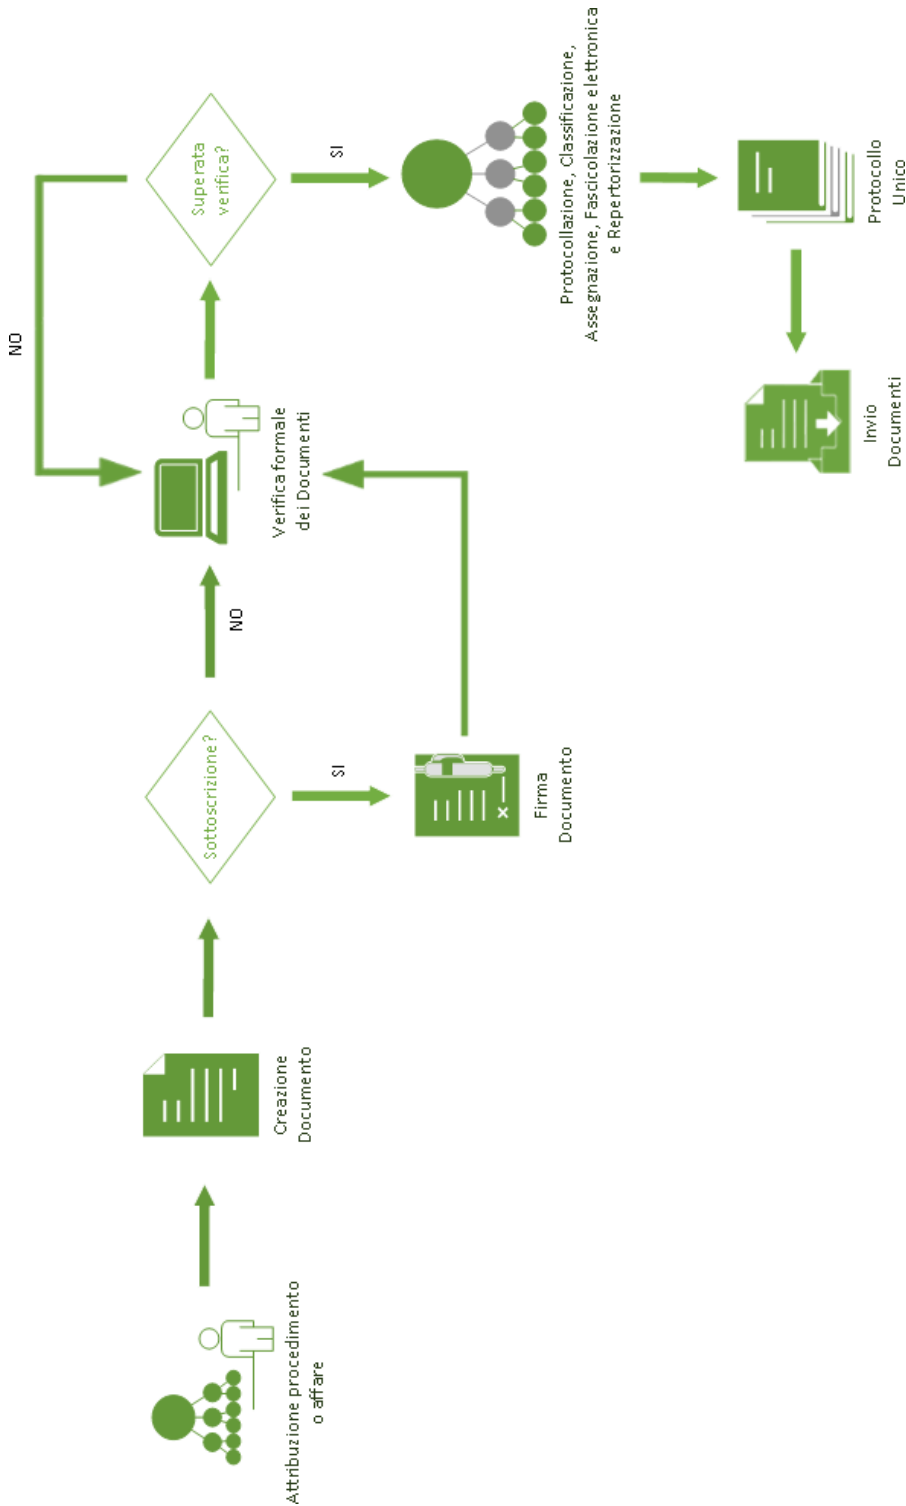 Attribuzione procedimento
o affare
Creazione
Documento
Sottoscrizione?
SI
Firma
Documento
NO
Verifica formale
dei Documenti
NO
Superata
verifica?
SI
Protocollazione, Classificazione,
Assegnazione, Fascicolazione elettronica
e Repertorizzazione
Protocollo
Unico
Invio
Documenti